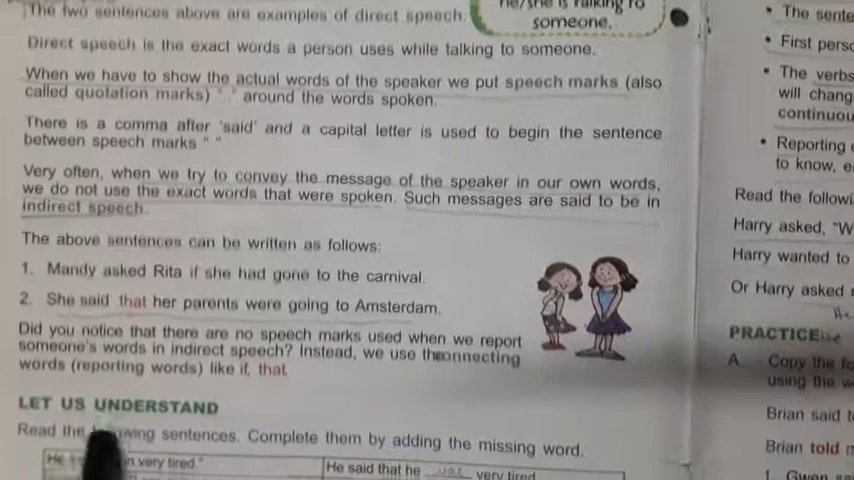 The two sentences above are examples of direct speech.
he/she is talking to
someone.
Direct speech is the exact words a person uses while talking to someone.
When we have to show the actual words of the speaker we put speech marks (also
called quotation marks) " " around the words spoken.
There is a comma after 'said' and a capital letter is used to begin the sentence
between speech marks " ".
Very often, when we try to convey the message of the speaker in our own words,
we do not use the exact words that were spoken. Such messages are said to be in
indirect speech.
The above sentences can be written as follows:
1. Mandy asked Rita if she had gone to the carnival.
2. She said that her parents were going to Amsterdam.
Did you notice that there are no speech marks used when we report
someone's words in indirect speech? Instead, we use the connecting
words (reporting words) like if, that.
LET US UNDERSTAND
Read the sentences. Complete them by adding the missing word.
He very tired."
He said that he was very tired
• The
• First
• The verbs
will
• Reporting
to know,
Read the
Harry asked,
Harry wanted to
Or Harry asked
PRACTICE
A Copy the
using the
Brian said
Brian told
1.